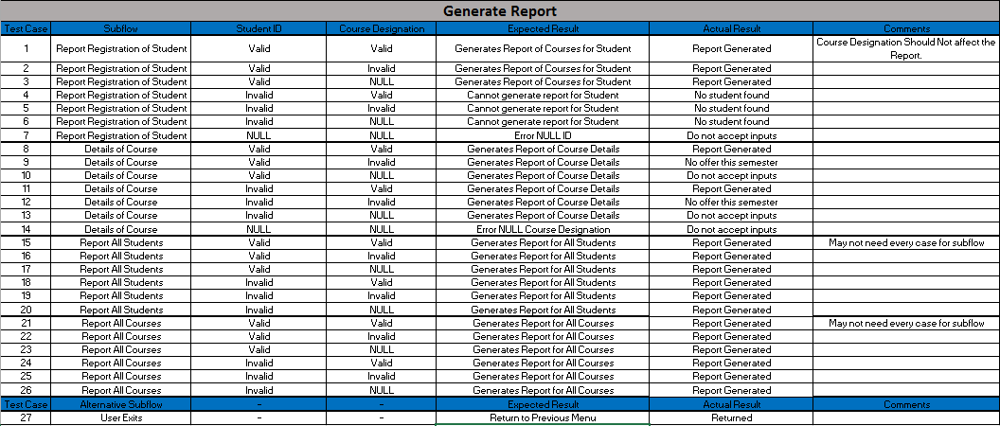 Generate Report
Test Case Subflow Student ID Course Designation Expected Result Actual Result Comments
1 Report Registration of Student Valid Valid Generates Report of Courses for Student Report Generated Course Designation Should Not affect the
Report.
2 Report Registration of Student Valid Invalid Generates Report of Courses for Student Report Generated
3 Report Registration of Student Valid NULL Generates Report of Courses for Student Report Generated
4 Report Registration of Student Invalid Valid Cannot generate report for Student No student found
5 Report Registration of Student Invalid Invalid Cannot generate report for Student No student found
6 Report Registration of Student Invalid NULL Cannot generate report for Student No student found
7 Report Registration of Student NULL NULL Error NULL ID Do not accept inputs
8 Details of Course Valid Valid Generates Report of Course Details Report Generated
9 Details of Course Valid Invalid Generates Report of Course Details No offer this semester
10 Details of Course Valid NULL Generates Report of Course Details Do not accept inputs
11 Details of Course Invalid Valid Generates Report of Course Details Report Generated
12 Details of Course Invalid Invalid Generates Report of Course Details No offer this semester
13 Details of Course Invalid NULL Generates Report of Course Details Do not accept inputs
14 Details of Course NULL NULL Error NULL Course Designation Do not accept inputs
15 Report All Students Valid Valid Generates Report for All Students Report Generated May not need every case for subflow
16 Report All Students Valid Invalid Generates Report for All Students Report Generated
17 Report All Students Valid NULL Generates Report for All Students Report Generated
18 Report All Students Invalid Valid Generates Report for All Students Report Generated
19 Report All Students Invalid Invalid Generates Report for All Students Report Generated
20 Report All Students Invalid NULL Generates Report for All Students Report Generated
21 Report All Courses Valid Valid Generates Report for All Courses Report Generated May not need every case for subflow
22 Report All Courses Valid Invalid Generates Report for All Courses Report Generated
23 Report All Courses Valid NULL Generates Report for All Courses Report Generated
24 Report All Courses Invalid Valid Generates Report for All Courses Report Generated
25 Report All Courses Invalid Invalid Generates Report for All Courses Report Generated
26 Report All Courses Invalid NULL Generates Report for All Courses Report Generated
Test Case Alternative Subflow - - Expected Result Actual Result Comments
27 User Exits - - Return to Previous Menu Returned